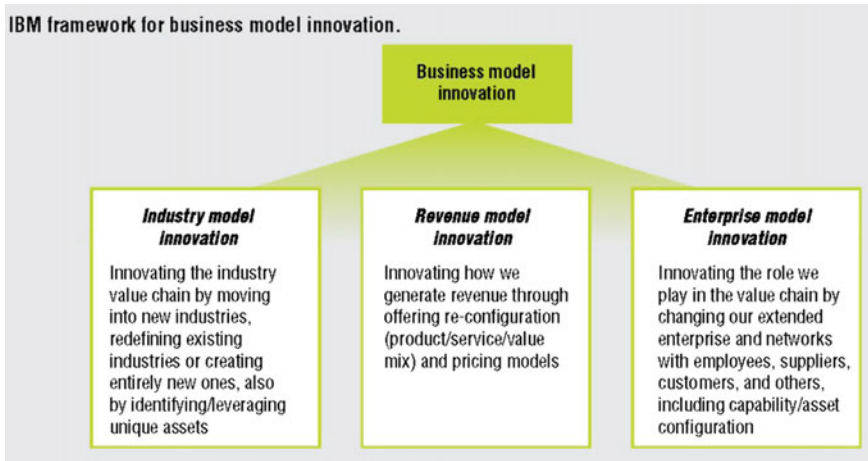 IBM framework for business model innovation.
Business model
innovation
Industry model
innovation
Innovating the industry
value chain by moving
into new industries,
redefining existing
industries or creating
entirely new ones, also
by identifying/leveraging
unique assets
Revenue model
innovation
Innovating how we
generate revenue through
offering re-configuration
(product/service/value
mix) and pricing models
Enterprise model
innovation
Innovating the role we
play in the value chain by
changing our extended
enterprise and networks
with employees, suppliers,
customers, and others,
including capability/asset
configuration